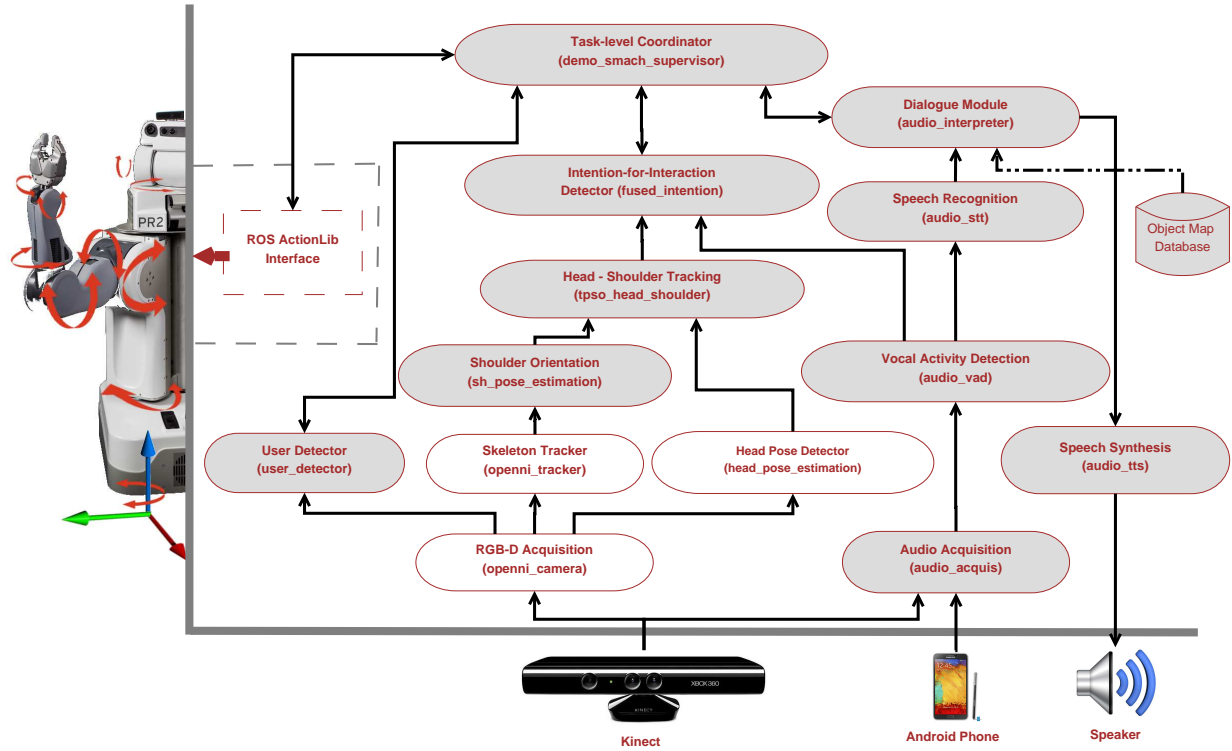 Task-level Coordinator
(demo_smach_supervisor)
Dialogue Module
(audio_interpreter)
Intention-for-Interaction
Detector (fused_intention)
Speech Recognition
(audio_stt)
PR2
ROS ActionLib
Interface
Object Map
Database
Head - Shoulder Tracking
(tpso_head_shoulder)
Shoulder Orientation
(sh_pose_estimation)
Vocal Activity Detection
(audio_vad)
User Detector
(user_detector)
Skeleton Tracker
(openni_tracker)
Head Pose Detector
(head_pose_estimation)
Speech Synthesis
(audio_tts)
RGB-D Acquisition
(openni_camera)
Audio Acquisition
(audio_acquis)
XBOX360
KINECT
Kinect
Android Phone
Speaker